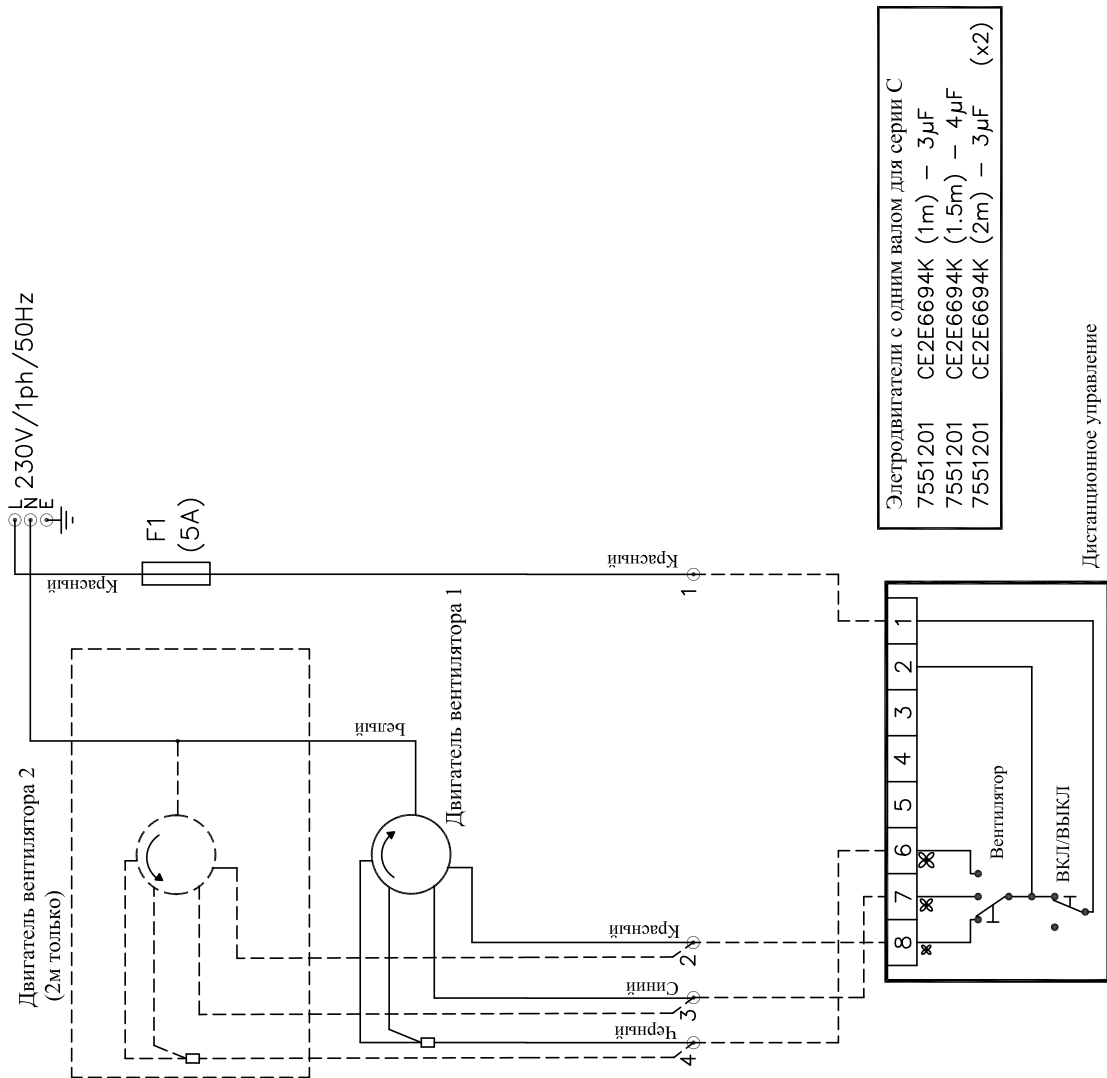 L
N
E
230V/1ph/50Hz
F1
(5A)
Красный
Красный
1
Двигатель вентилятора 2
(2м только)
Белый
Двигатель вентилятора 1
Красный
2
Синий
3
Черный
4
Элетродвигатели с одним валом для серии С
7551201 CE2E6694K (1m) – 3µF
7551201 CE2E6694K (1.5m) – 4µF
7551201 CE2E6694K (2m) – 3µF (x2)
Дистанционное управление
1
2
3
4
5
6
7
8
Вентилятор
ВКЛ/ВЫКЛ